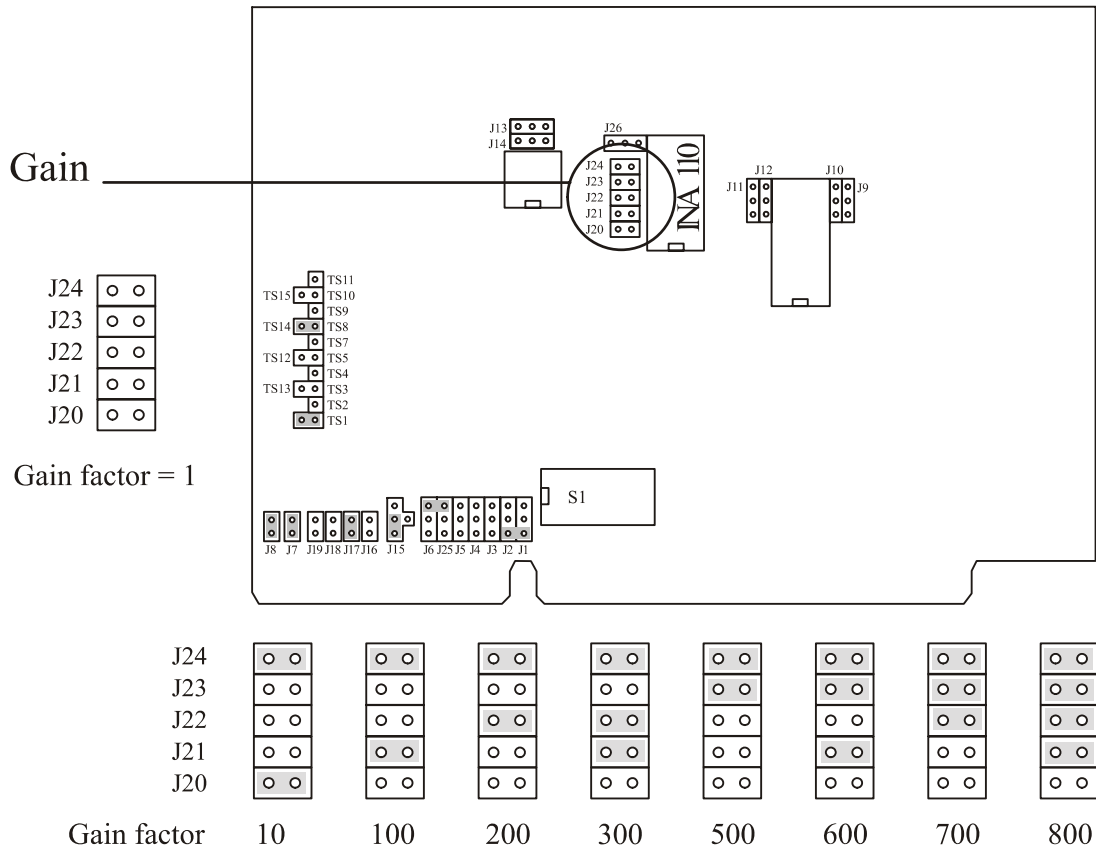 J13
J14
J26
Gain
J24
J23
J22
J21
J20
INA 110
J11
J12
J10
J9
J24
J23
J22
J21
J20
Gain factor = 1
TS11
TS15 TS10
TS9
TS14 TS8
TS7
TS12 TS5
TS4
TS13 TS3
TS2
TS1
S1
J8 J7 J19 J18 J17 J16 J15 J6 J25 J5 J4 J3 J2 J1
J24
J23
J22
J21
J20
Gain factor 10 100 200 300 500 600 700 800